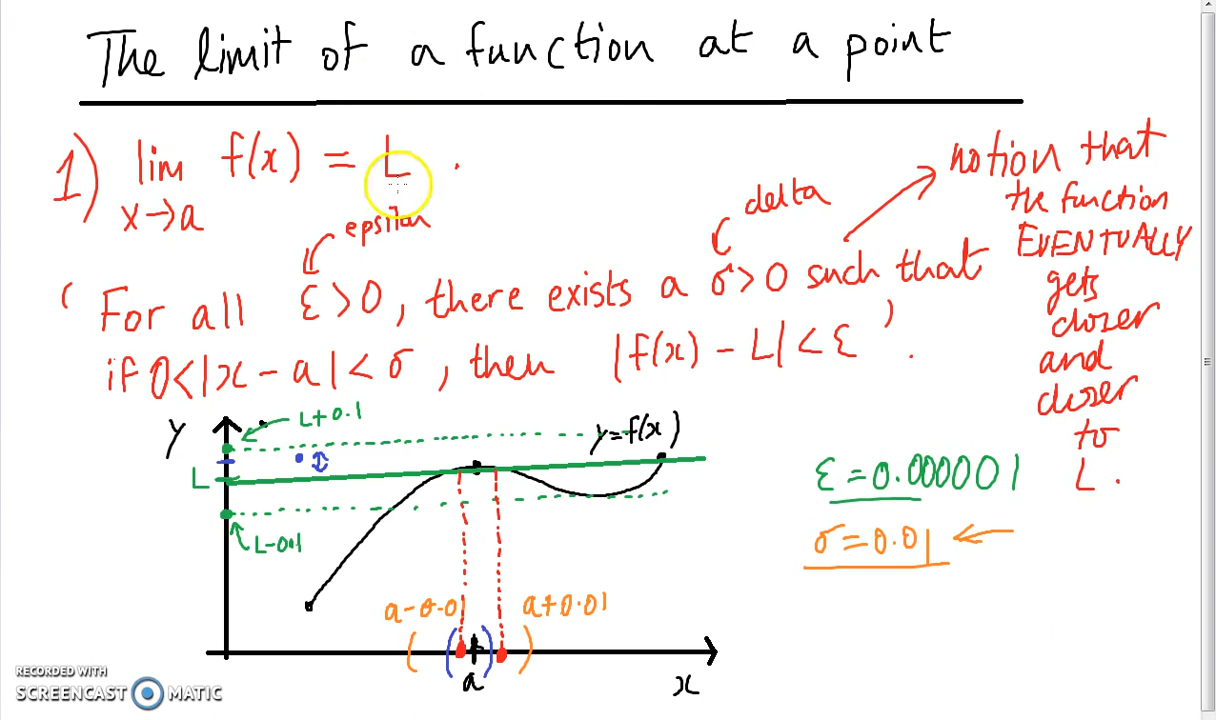 The limit of a function at a point
1) lim f(x) = L .
x→a
epsilon
delta
notion that
the function
EVENTUALLY
gets
closer
and
closer
to
L .
( For all ε>0, there exists a σ>0 such that
if 0<|x - a|<σ , then |f(x) - L|<ε ) .
Y
L+0.1
y=f(x)
L
L-0.1
ε=0.000001
σ=0.01 ←
a-0.01
a+0.01
( ( ) )
a
x
RECORDED WITH
SCREENCAST MATIC